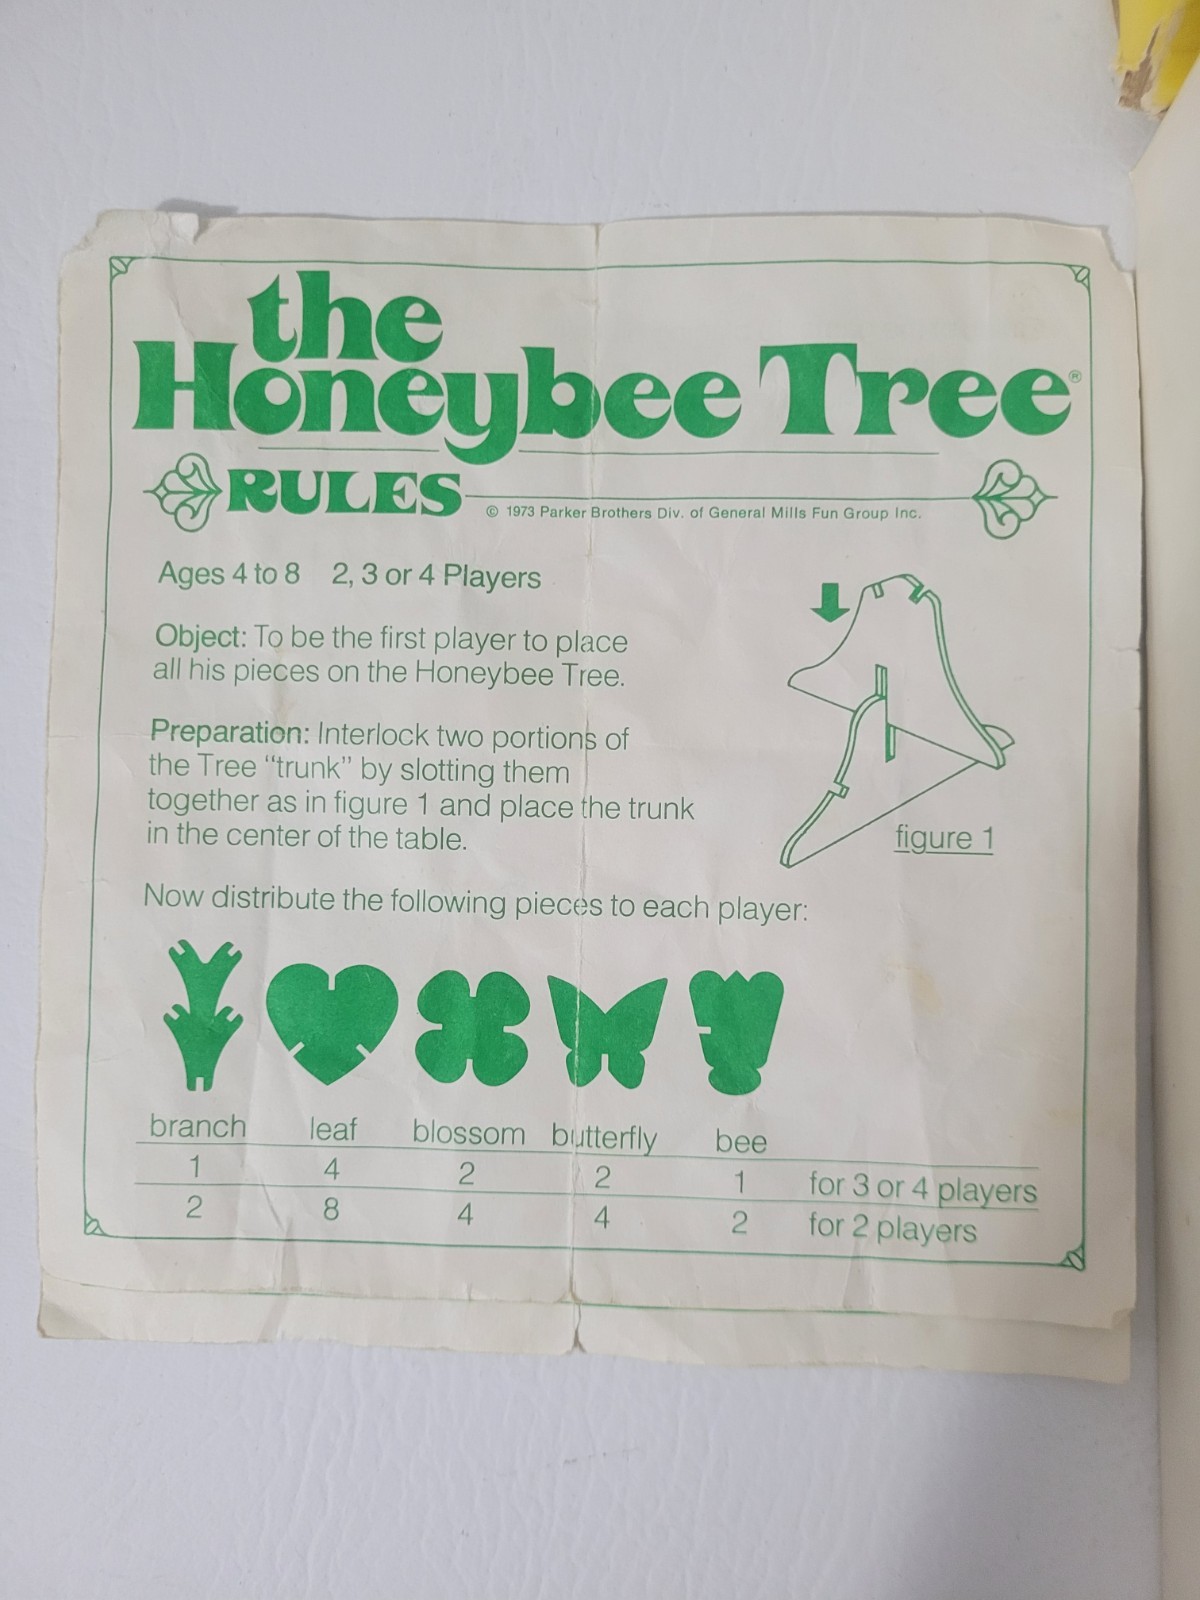 the
Honeybee Tree®
RULES
© 1973 Parker Brothers Div. of General Mills Fun Group Inc.
Ages 4 to 8 2, 3 or 4 Players
Object: To be the first player to place
all his pieces on the Honeybee Tree.
Preparation: Interlock two portions of
the Tree “trunk” by slotting them
together as in figure 1 and place the trunk
in the center of the table.
figure 1
Now distribute the following pieces to each player:
branch leaf blossom butterfly bee
1 4 2 2 1 for 3 or 4 players
2 8 4 4 2 for 2 players